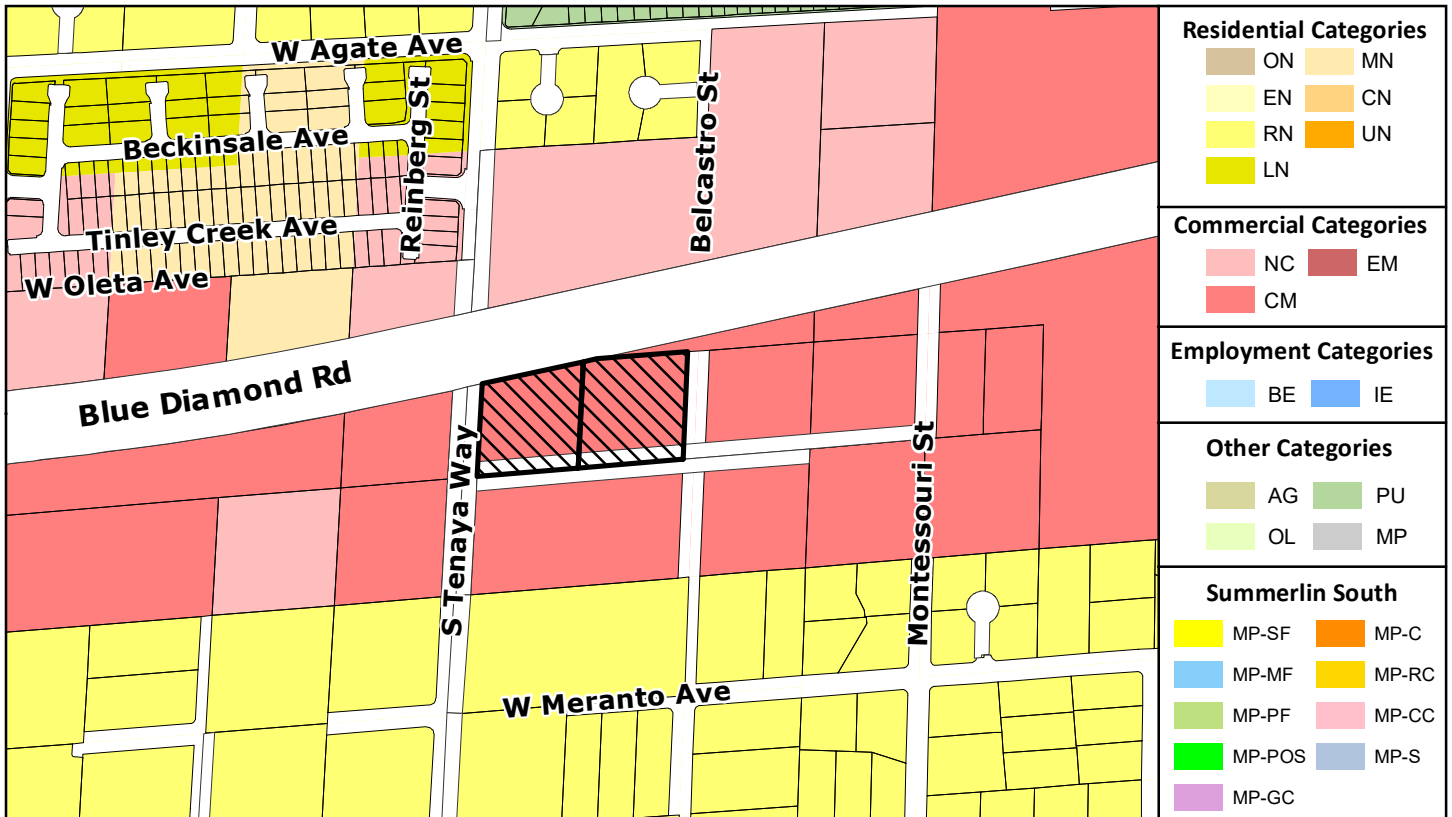 W Agate Ave
Reinberg St
Beckinsale Ave
Belcastro St
Tinley Creek Ave
W Oleta Ave
Blue Diamond Rd
S Tenaya Way
Montessouri St
W Meranto Ave
Residential Categories
ON MN
EN CN
RN UN
LN
Commercial Categories
NC EM
CM
Employment Categories
BE IE
Other Categories
AG PU
OL MP
Summerlin South
MP-SF MP-C
MP-MF MP-RC
MP-PF MP-CC
MP-POS MP-S
MP-GC